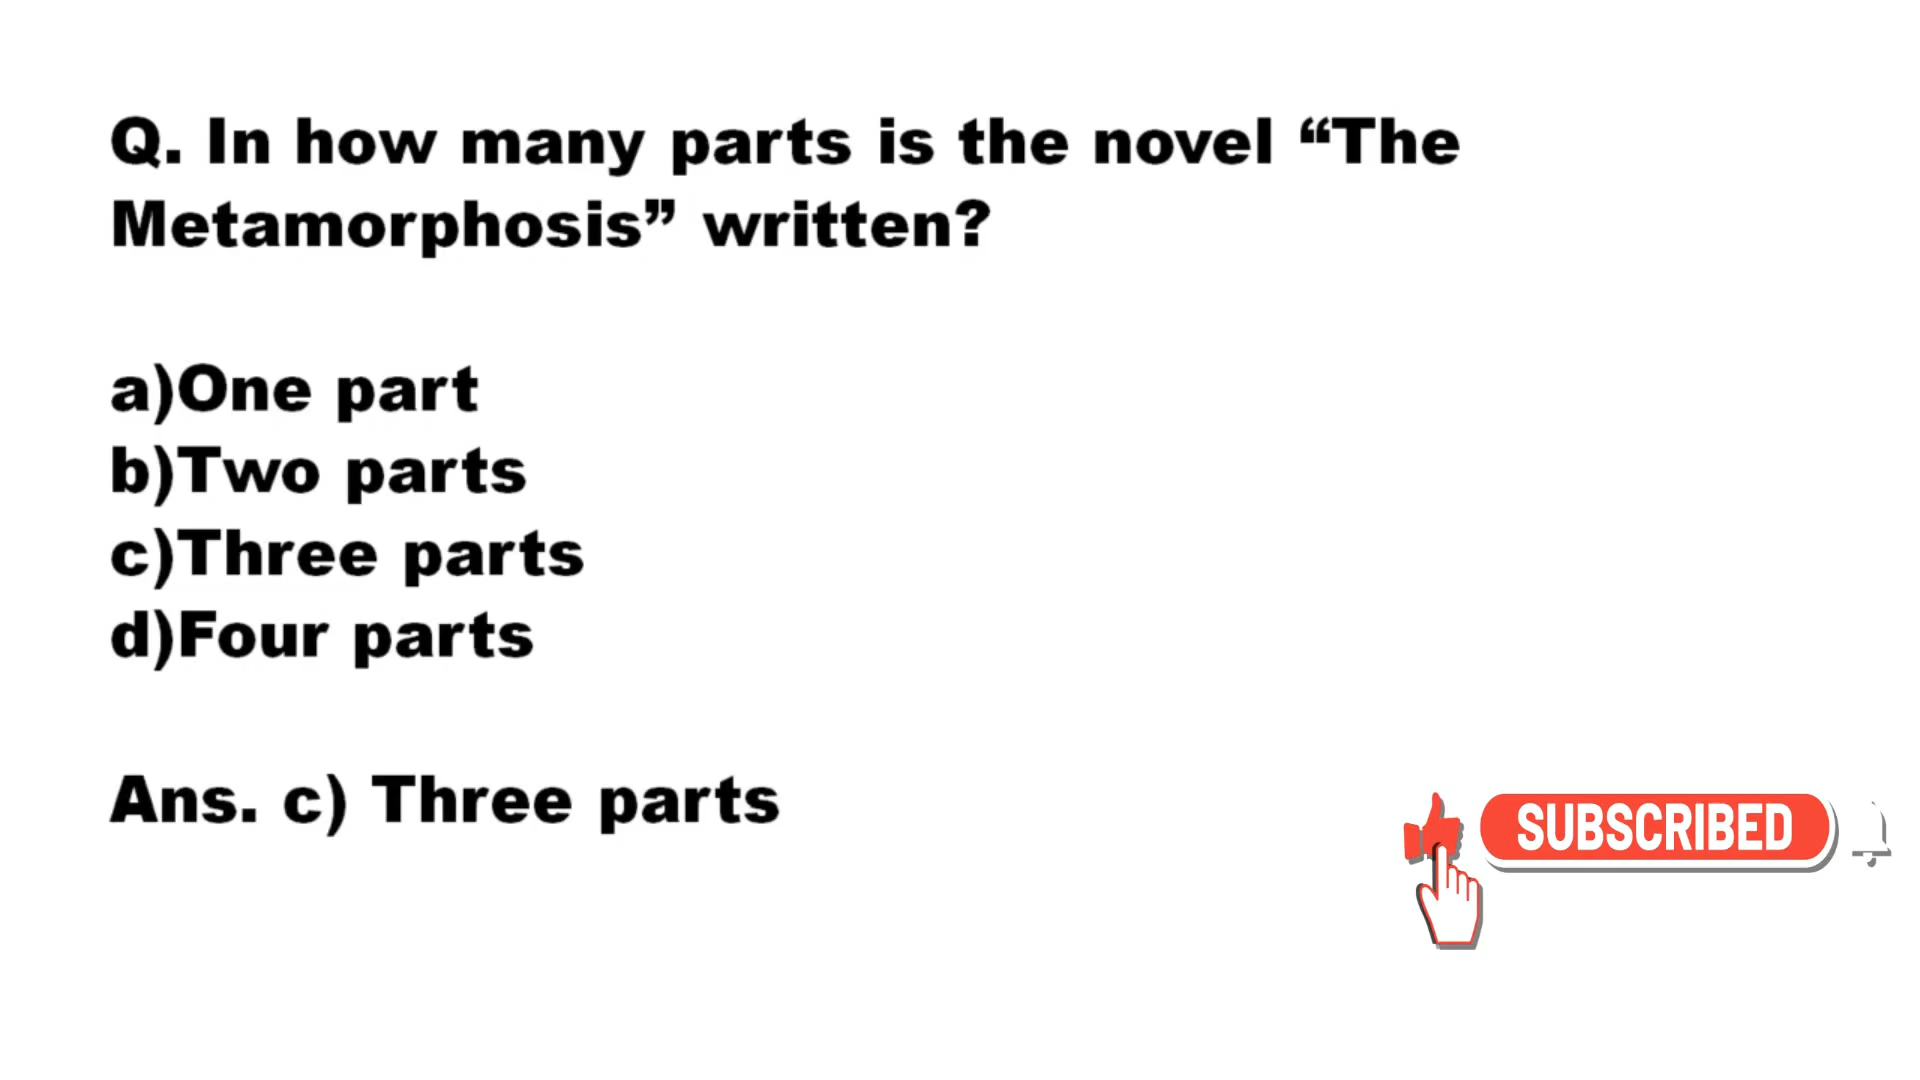 Q. In how many parts is the novel “The
Metamorphosis” written?
a)One part
b)Two parts
c)Three parts
d)Four parts
Ans. c) Three parts
SUBSCRIBED